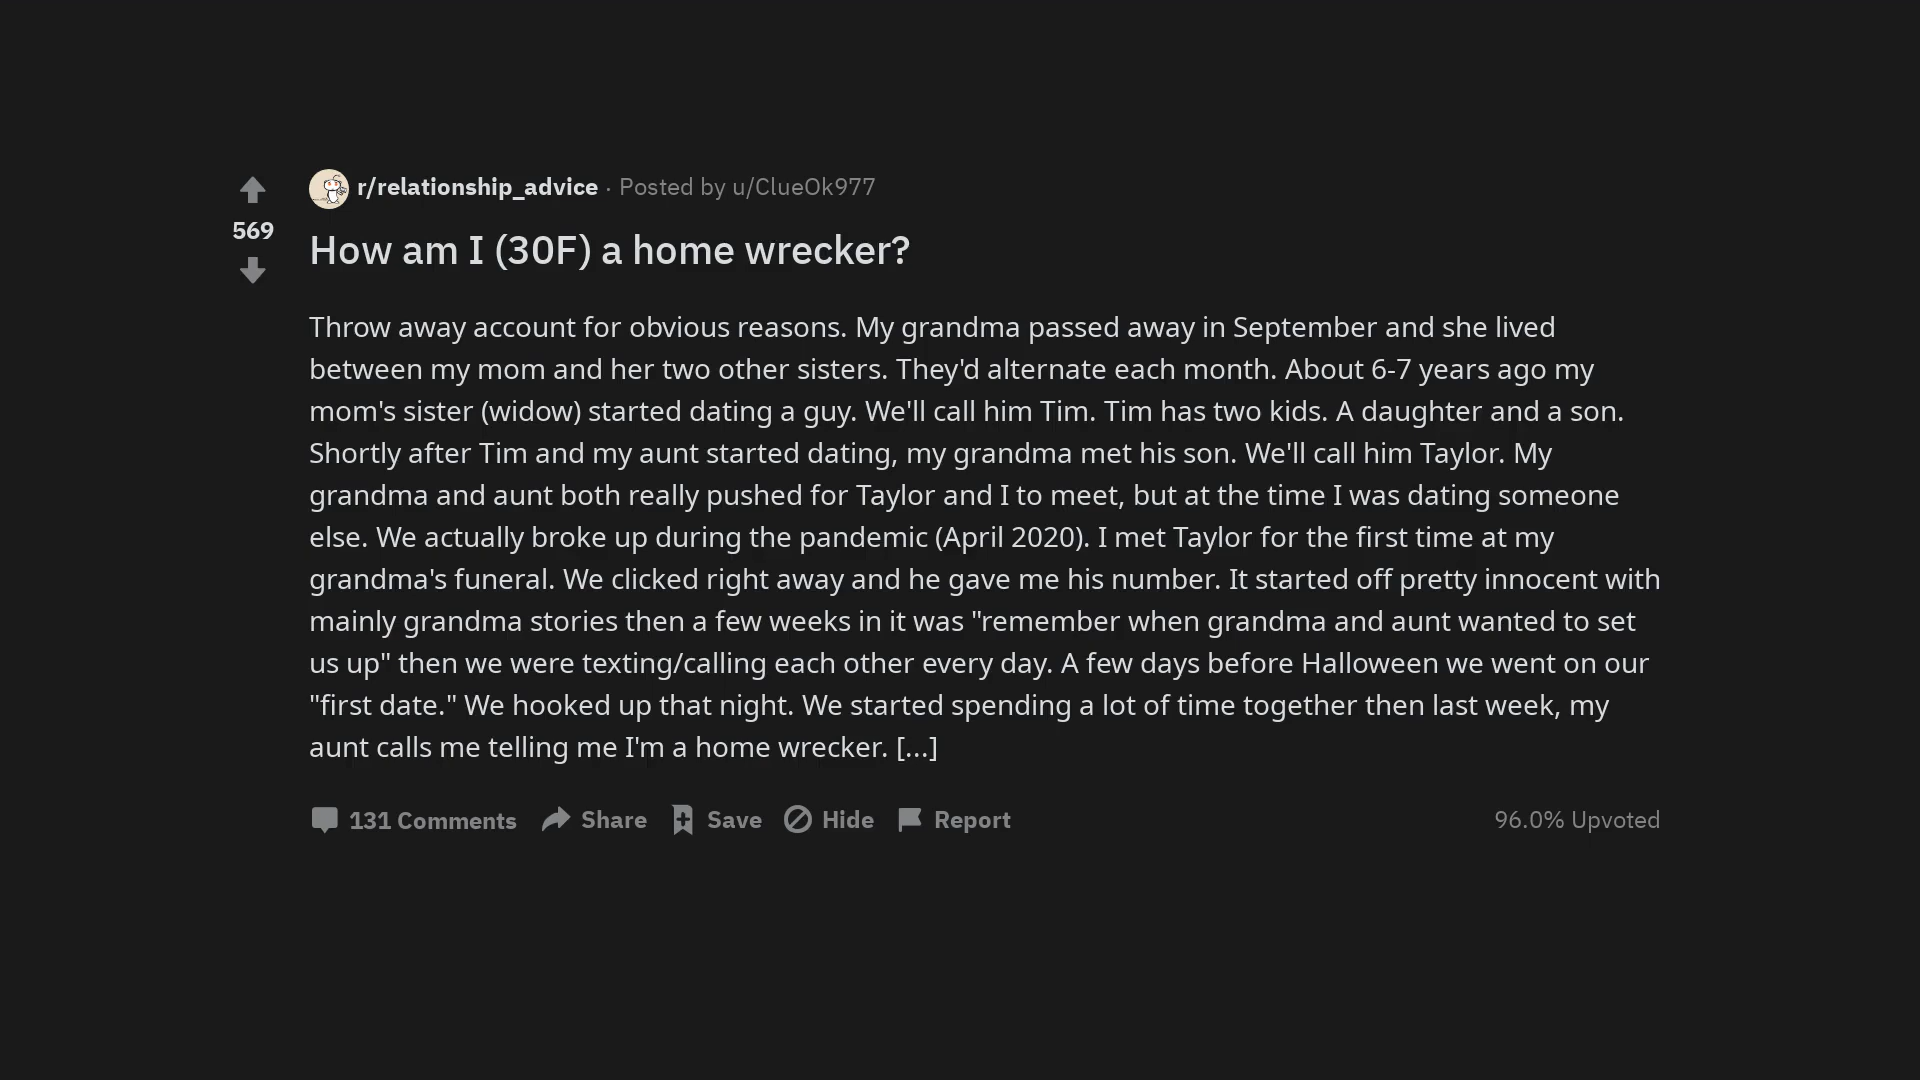 r/relationship_advice · Posted by u/ClueOk977
569
How am I (30F) a home wrecker?
Throw away account for obvious reasons. My grandma passed away in September and she lived
between my mom and her two other sisters. They'd alternate each month. About 6-7 years ago my
mom's sister (widow) started dating a guy. We'll call him Tim. Tim has two kids. A daughter and a son.
Shortly after Tim and my aunt started dating, my grandma met his son. We'll call him Taylor. My
grandma and aunt both really pushed for Taylor and I to meet, but at the time I was dating someone
else. We actually broke up during the pandemic (April 2020). I met Taylor for the first time at my
grandma's funeral. We clicked right away and he gave me his number. It started off pretty innocent with
mainly grandma stories then a few weeks in it was "remember when grandma and aunt wanted to set
us up" then we were texting/calling each other every day. A few days before Halloween we went on our
"first date." We hooked up that night. We started spending a lot of time together then last week, my
aunt calls me telling me I'm a home wrecker. [...]
131 Comments Share Save Hide Report 96.0% Upvoted